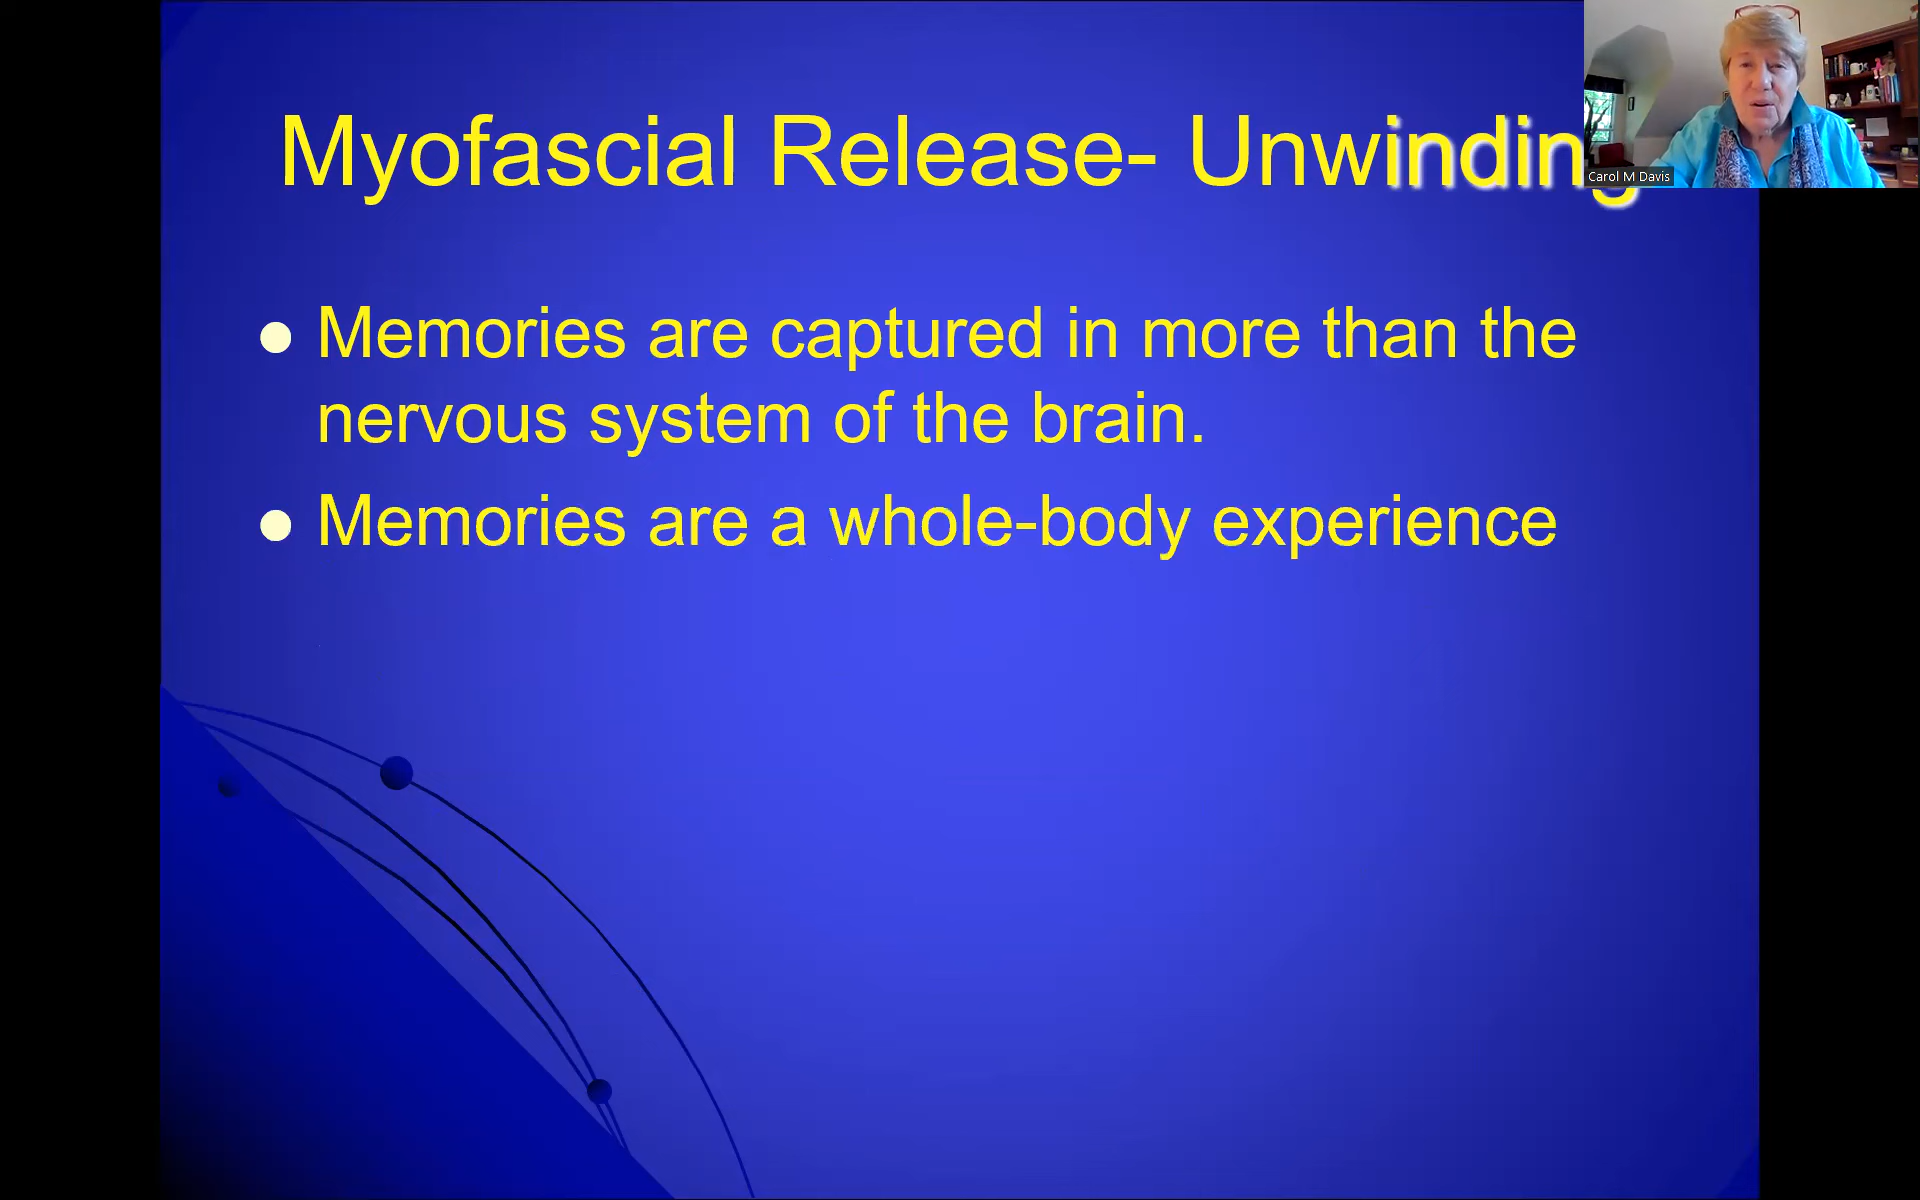 Myofascial Release- Unwinding
Carol M Davis
Memories are captured in more than the
nervous system of the brain.
Memories are a whole-body experience